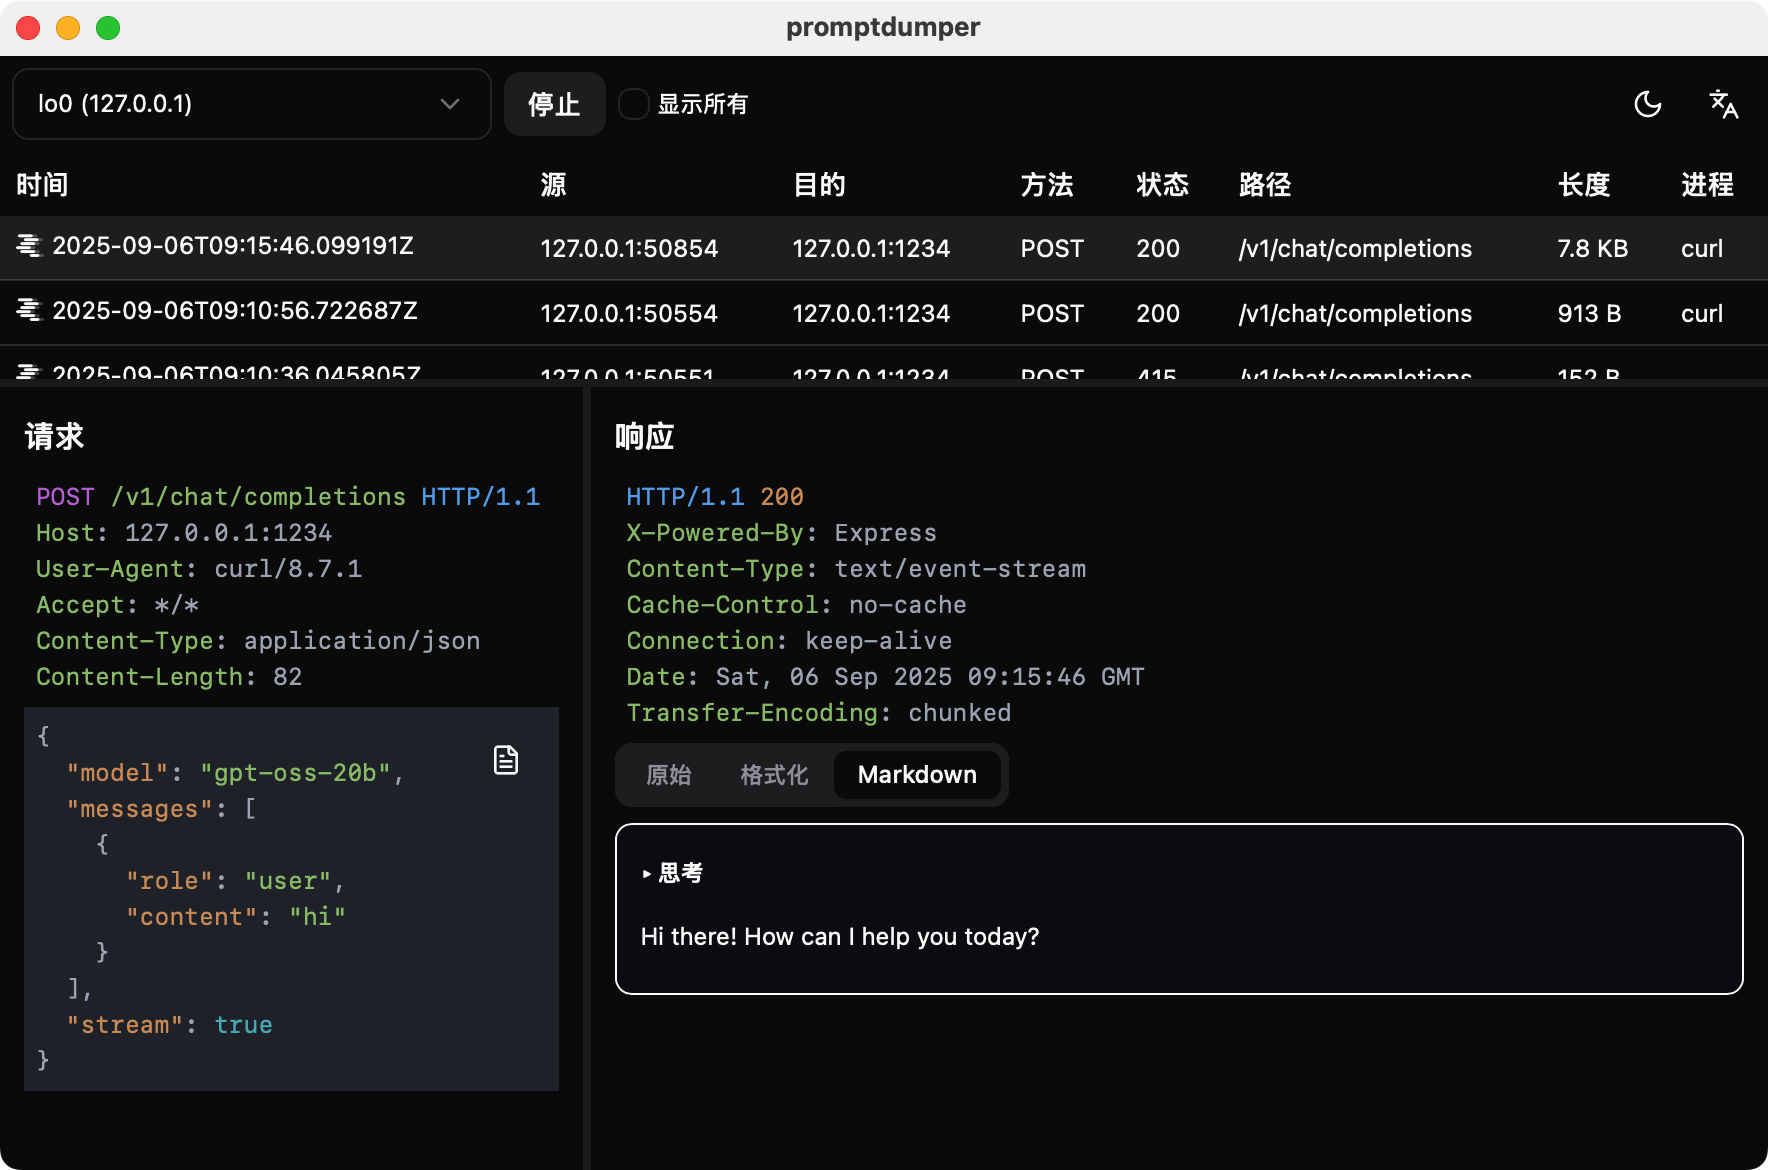 promptdumper
lo0 (127.0.0.1) 停止 显示所有
时间 源 目的 方法 状态 路径 长度 进程
2025-09-06T09:15:46.099191Z 127.0.0.1:50854 127.0.0.1:1234 POST 200 /v1/chat/completions 7.8 KB curl
2025-09-06T09:10:56.722687Z 127.0.0.1:50554 127.0.0.1:1234 POST 200 /v1/chat/completions 913 B curl
2025-09-06T09:10:36.045805Z 127.0.0.1:50551 127.0.0.1:1234 POST 415 /v1/chat/completions 152 B
请求
POST /v1/chat/completions HTTP/1.1
Host: 127.0.0.1:1234
User-Agent: curl/8.7.1
Accept: */*
Content-Type: application/json
Content-Length: 82
{
"model": "gpt-oss-20b",
"messages": [
{
"role": "user",
"content": "hi"
}
],
"stream": true
}
响应
HTTP/1.1 200
X-Powered-By: Express
Content-Type: text/event-stream
Cache-Control: no-cache
Connection: keep-alive
Date: Sat, 06 Sep 2025 09:15:46 GMT
Transfer-Encoding: chunked
原始 格式化 Markdown
思考
Hi there! How can I help you today?